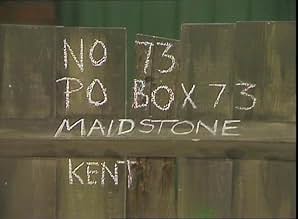 NO 73
PO BOX 73
MAIDSTONE
KENT